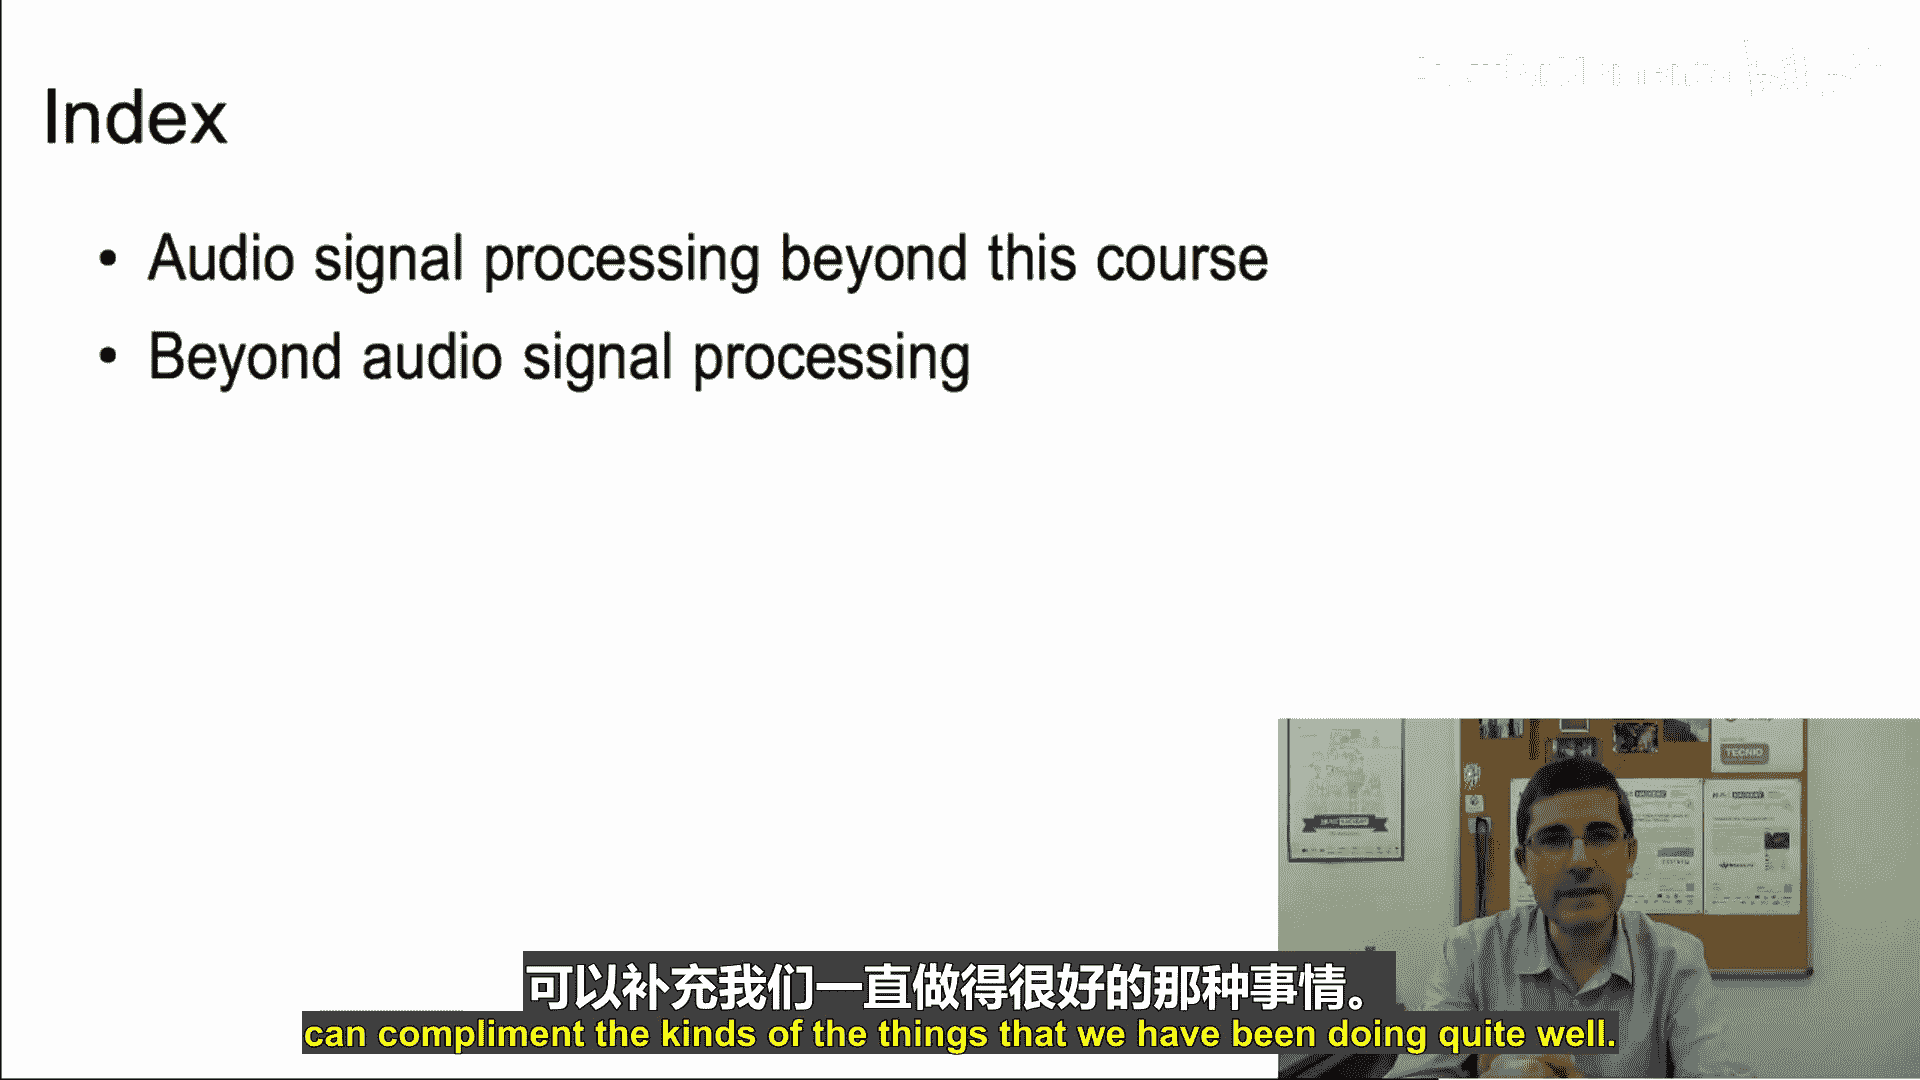 Index
• Audio signal processing beyond this course
• Beyond audio signal processing
TECNIO
可以补充我们一直做得很好的那种事情。
can compliment the kinds of the things that we have been doing quite well.